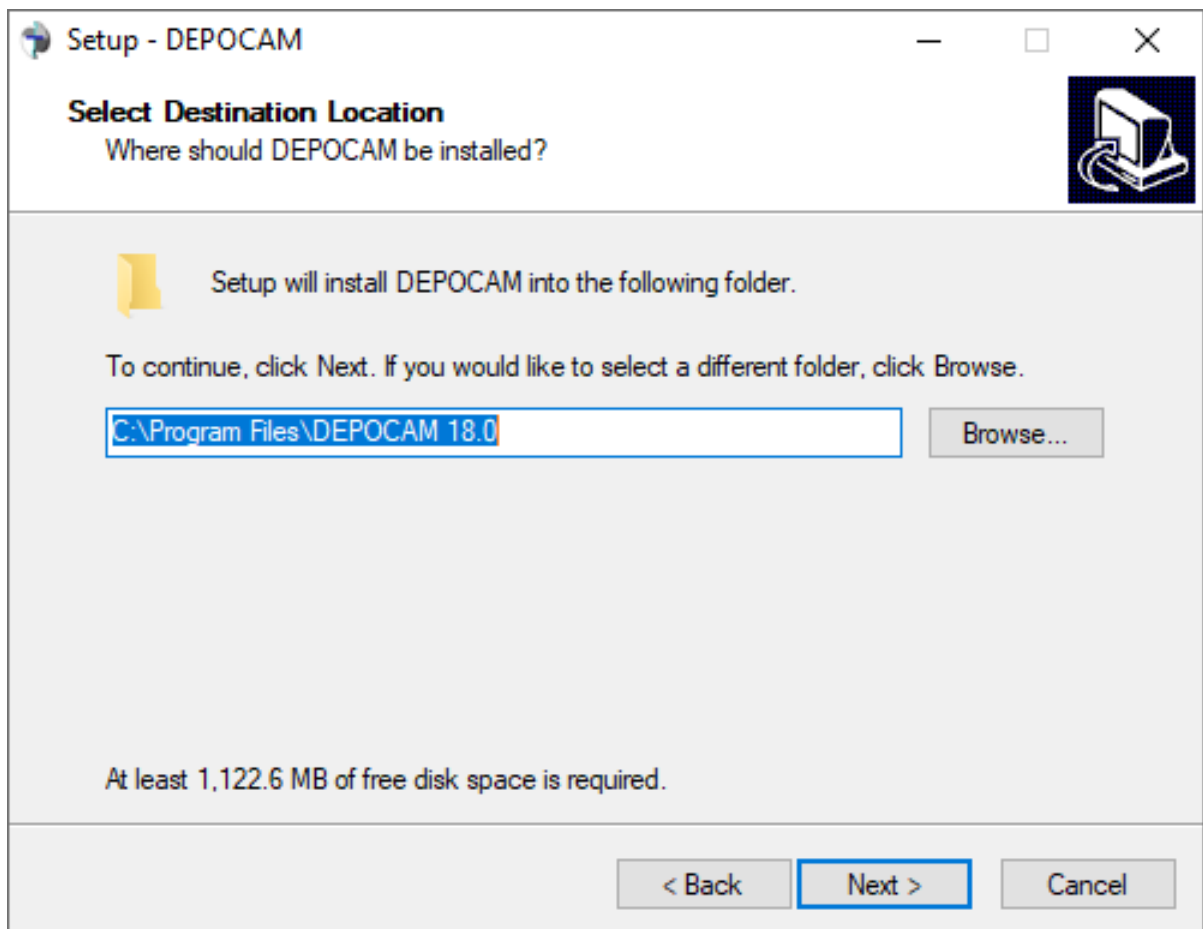 Setup - DEPOCAM
Select Destination Location
Where should DEPOCAM be installed?
Setup will install DEPOCAM into the following folder.
To continue, click Next. If you would like to select a different folder, click Browse.
C:\Program Files\DEPOCAM 18.0
Browse...
At least 1,122.6 MB of free disk space is required.
< Back
Next >
Cancel